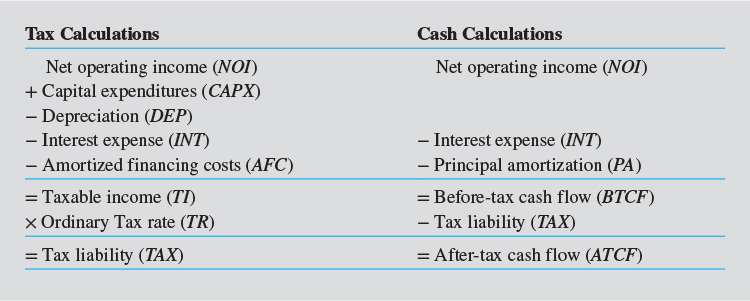 Tax Calculations
Cash Calculations
Net operating income (NOI)
Net operating income (NOI)
+ Capital expenditures (CAPX)
− Depreciation (DEP)
− Interest expense (INT)
− Interest expense (INT)
− Amortized financing costs (AFC)
− Principal amortization (PA)
= Taxable income (TI)
= Before-tax cash flow (BTCF)
× Ordinary Tax rate (TR)
− Tax liability (TAX)
= Tax liability (TAX)
= After-tax cash flow (ATCF)